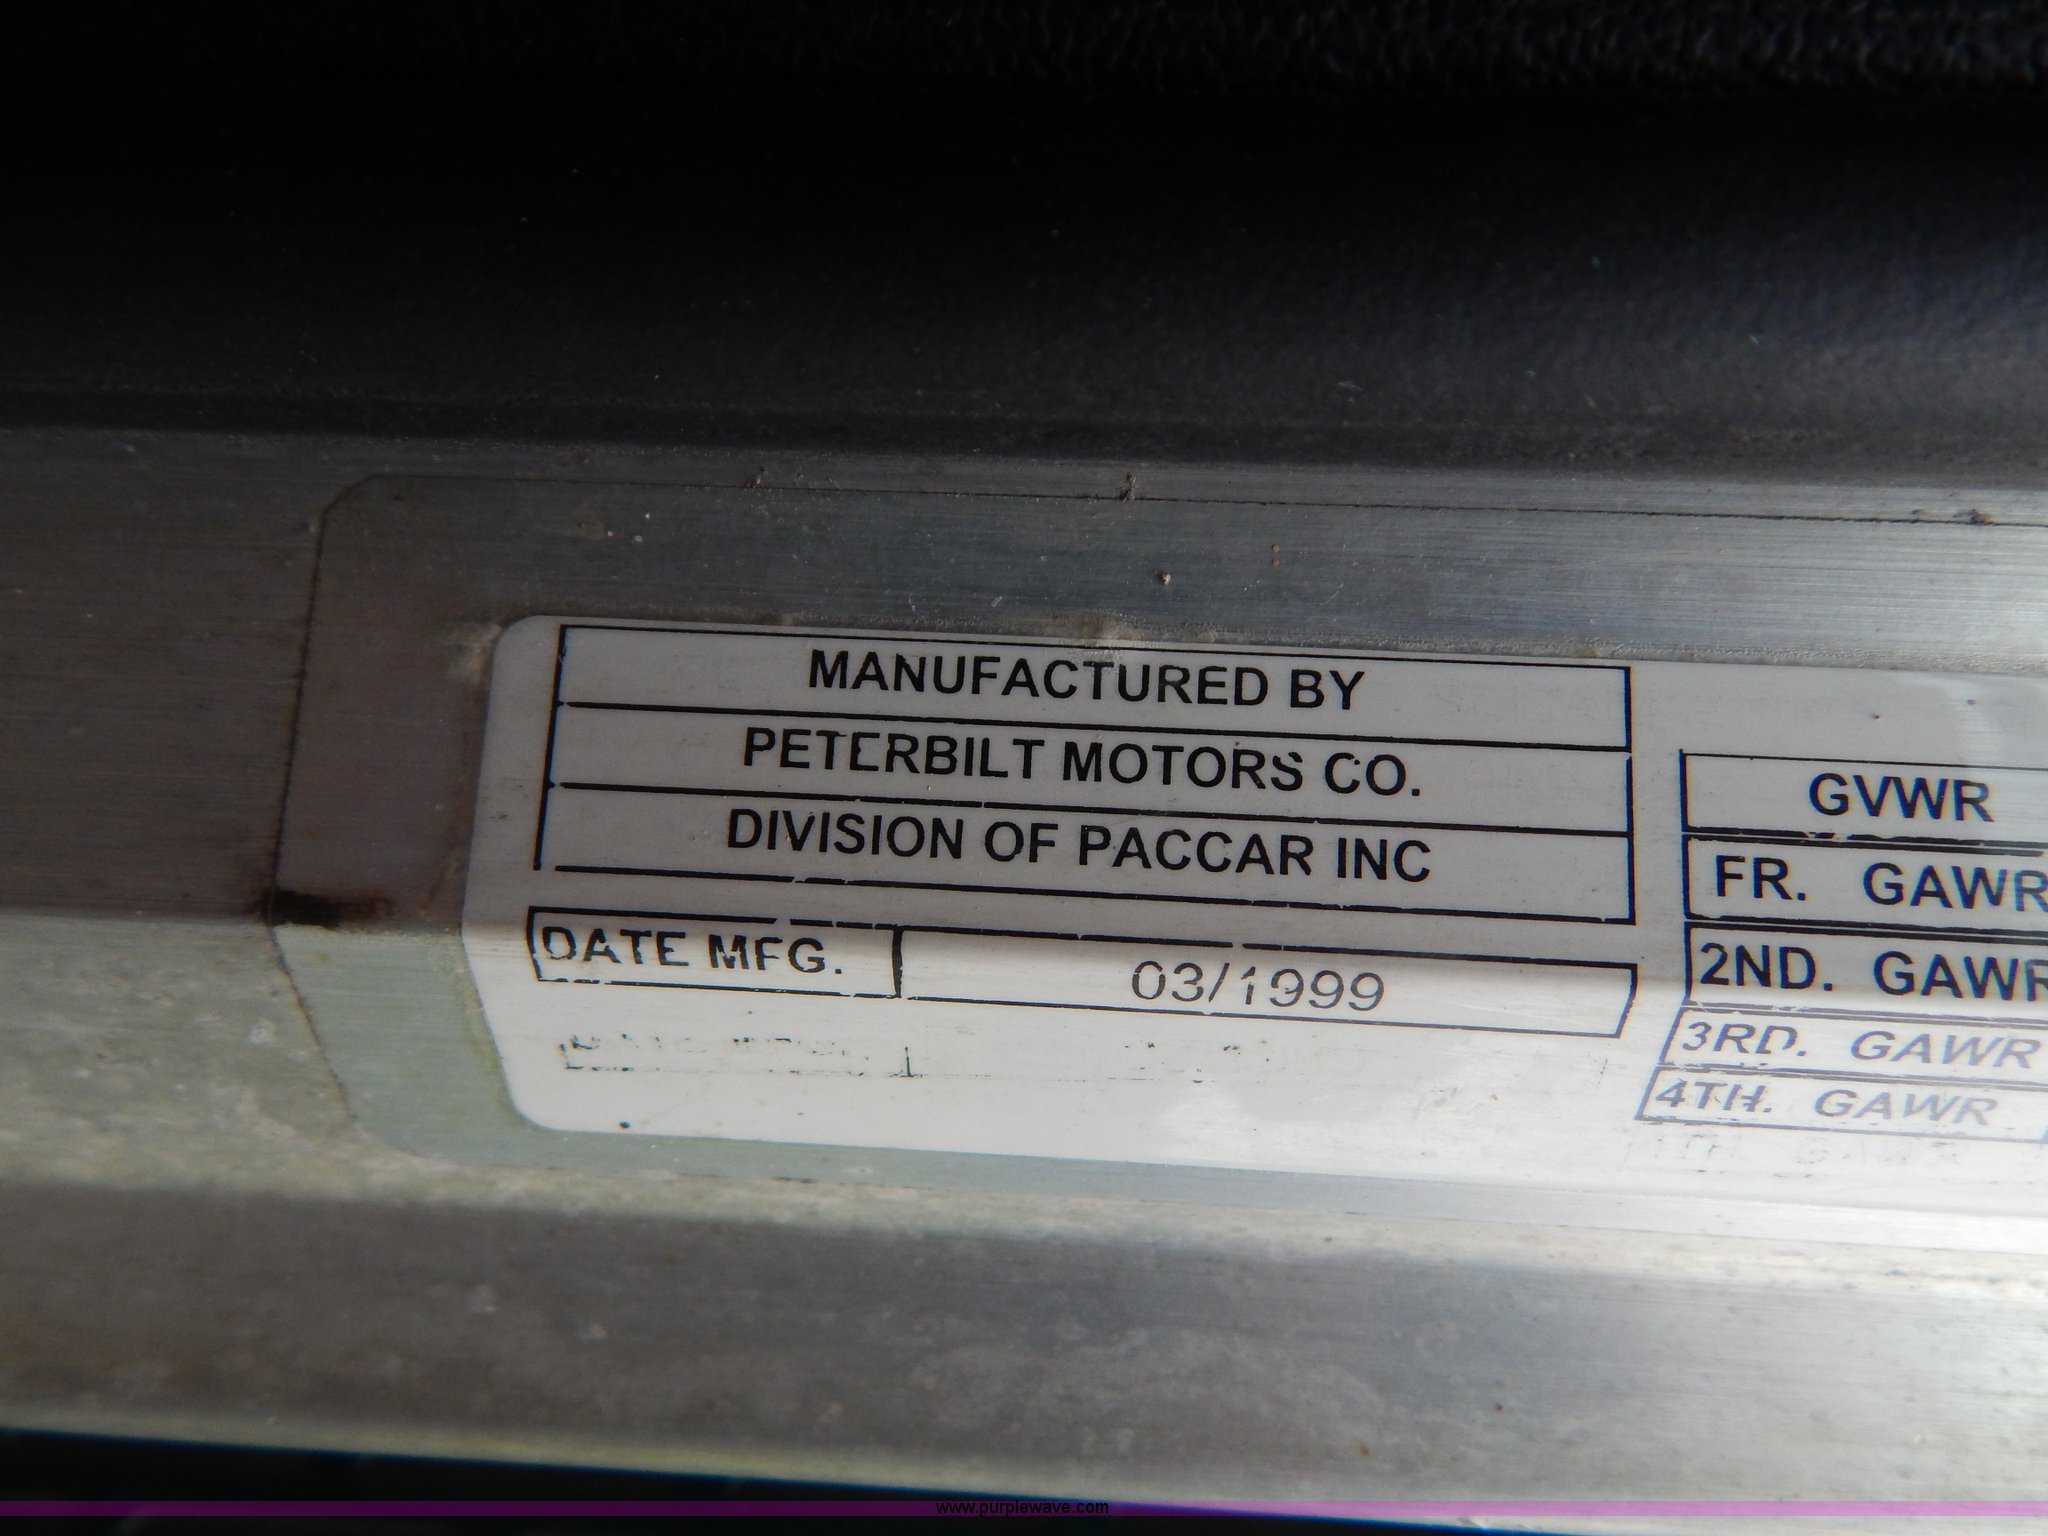 MANUFACTURED BY
PETERBILT MOTORS CO.
DIVISION OF PACCAR INC
DATE MFG. 03/1999
GVWR
FR. GAWR
2ND. GAWR
3RD. GAWR
4TH. GAWR
www.purplewave.com